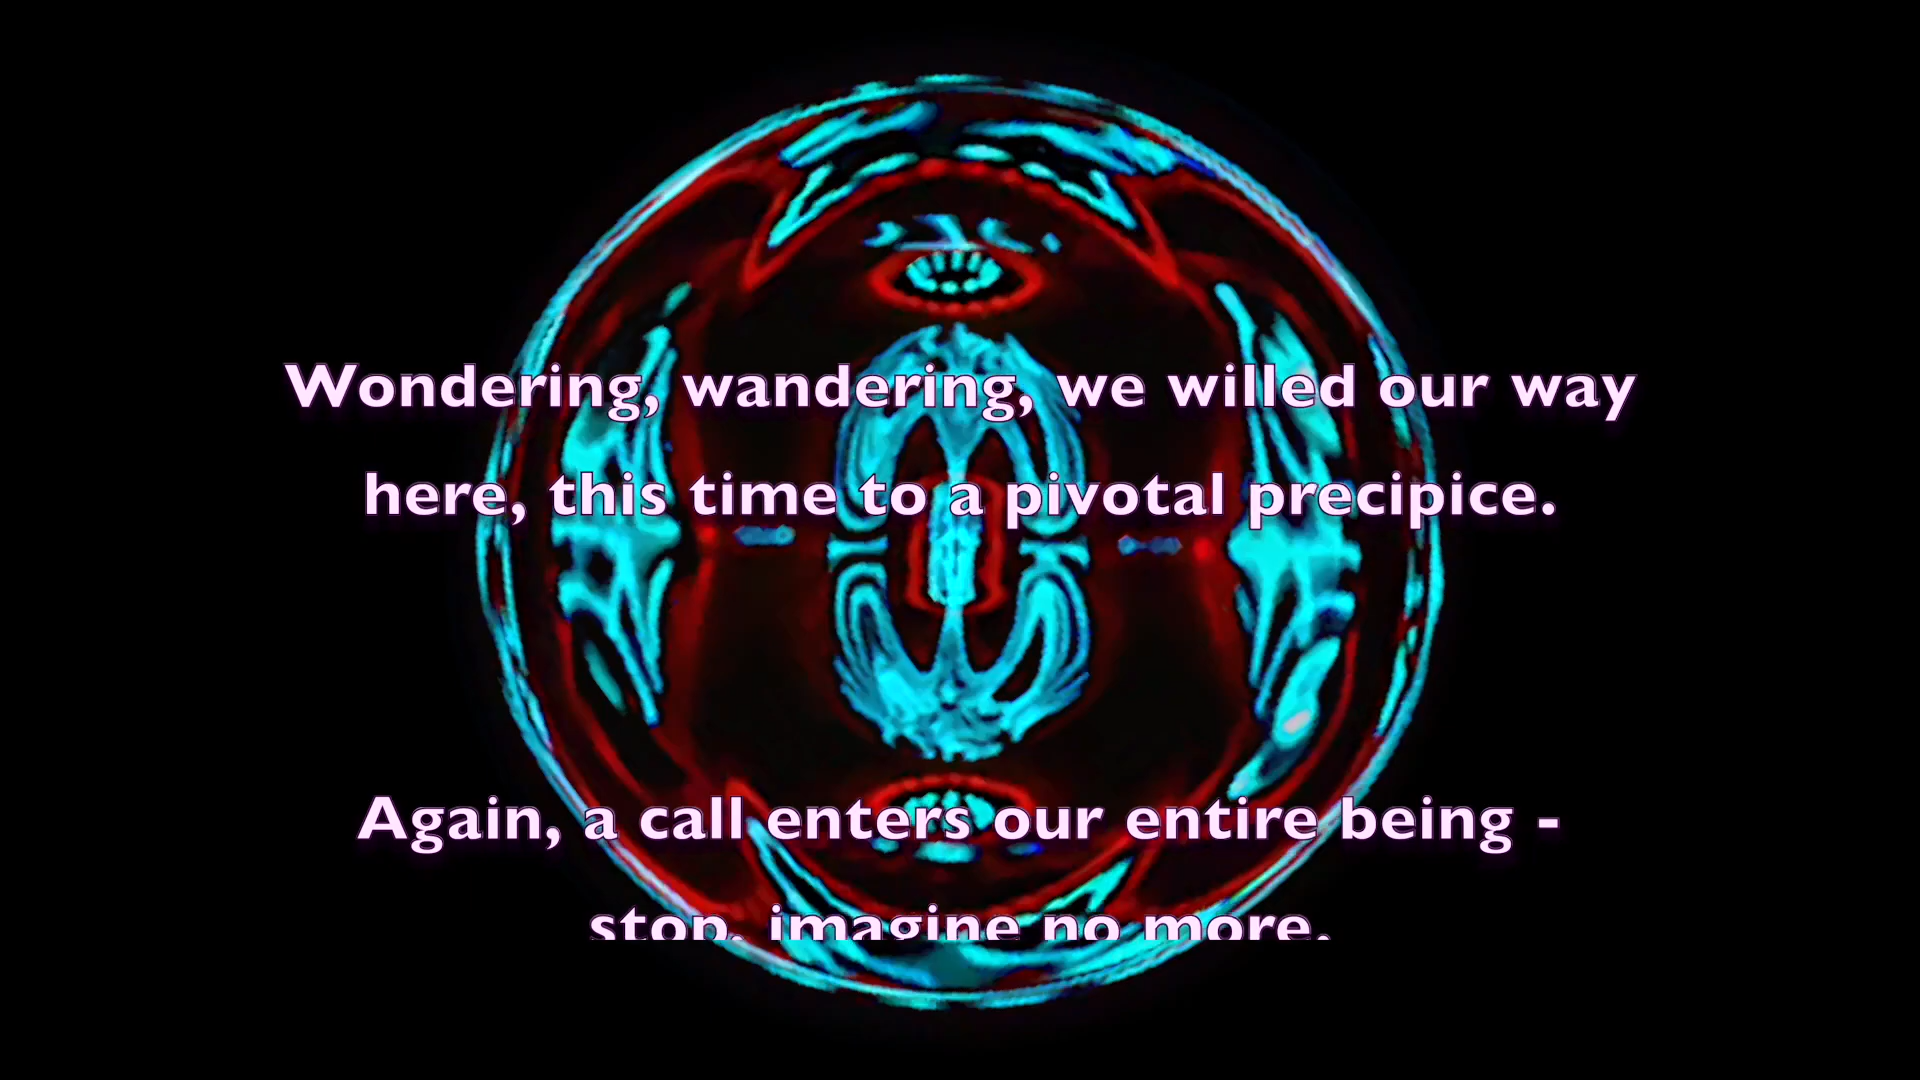 Wondering, wandering, we willed our way
here, this time to a pivotal precipice.
Again, a call enters our entire being -
stop, imagine no more.